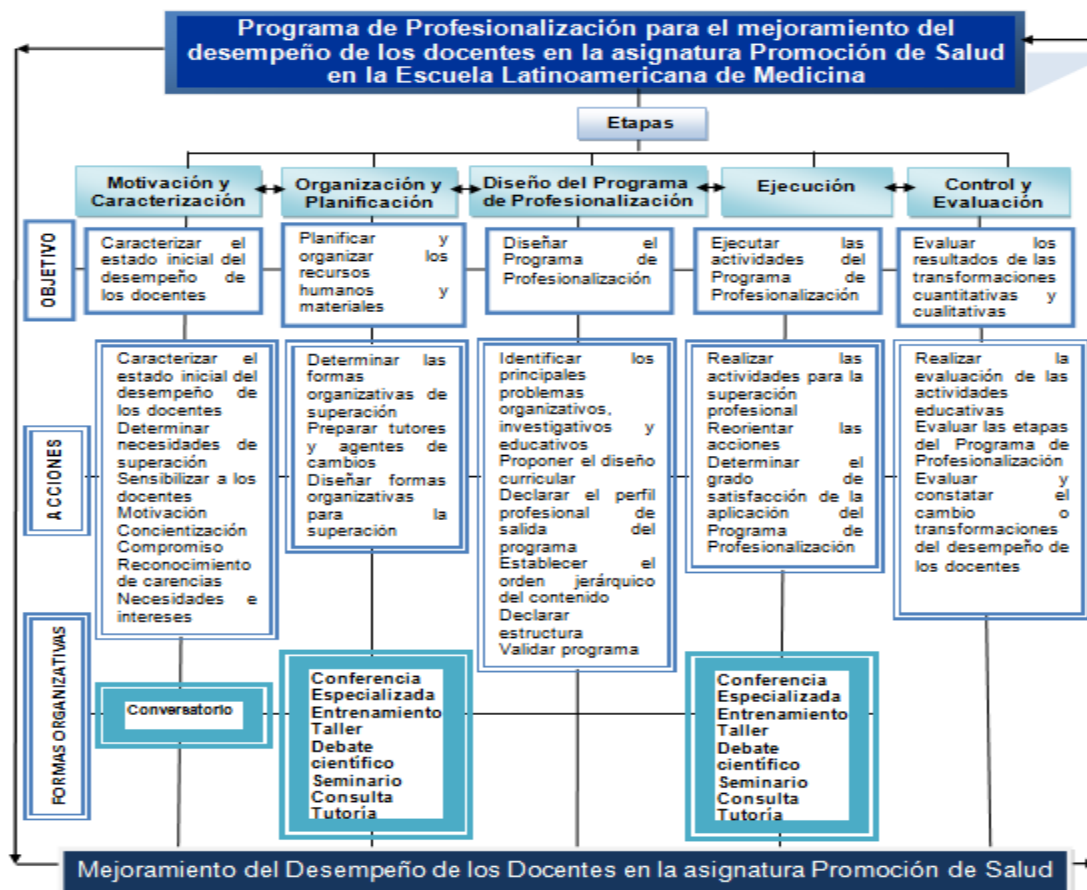 Programa de Profesionalización para el mejoramiento del
desempeño de los docentes en la asignatura Promoción de Salud
en la Escuela Latinoamericana de Medicina
Etapas
Motivación y
Caracterización
Organización y
Planificación
Diseño del Programa
de Profesionalización
Ejecución
Control y
Evaluación
OBJETIVO
Caracterizar el
estado inicial del
desempeño de
los docentes
Planificar y
organizar los
recursos
humanos y
materiales
Diseñar el
Programa de
Profesionalización
Ejecutar las
actividades del
Programa de
Profesionalización
Evaluar los
resultados de las
transformaciones
cuantitativas y
cualitativas
ACCIONES
Caracterizar el
estado inicial del
desempeño de
los docentes
Determinar
necesidades de
superación
Sensibilizar a los
docentes
Motivación
Concientización
Compromiso
Reconocimiento
de carencias
Necesidades e
intereses
Determinar las
formas
organizativas de
superación
Preparar tutores
y agentes de
cambios
Diseñar formas
organizativas
para la
superación
Identificar los
principales
problemas
organizativos,
investigativos y
educativos
Proponer el diseño
curricular
Declarar el perfil
profesional de
salida del
programa
Establecer el
orden jerárquico
del contenido
Declarar
estructura
Validar programa
Realizar las
actividades para la
superación
profesional
Reorientar las
acciones
Determinar el
grado de
satisfacción de la
aplicación del
Programa de
Profesionalización
Realizar la
evaluación de las
actividades
educativas
Evaluar las etapas
del Programa de
Profesionalización
Evaluar y
constatar el
cambio o
transformaciones
del desempeño de
los docentes
FORMAS ORGANIZATIVAS
Conversatorio
Conferencia
Especializada
Entrenamiento
Taller
Debate
científico
Seminario
Consulta
Tutoría
Conferencia
Especializada
Entrenamiento
Taller
Debate
científico
Seminario
Consulta
Tutoría
Mejoramiento del Desempeño de los Docentes en la asignatura Promoción de Salud